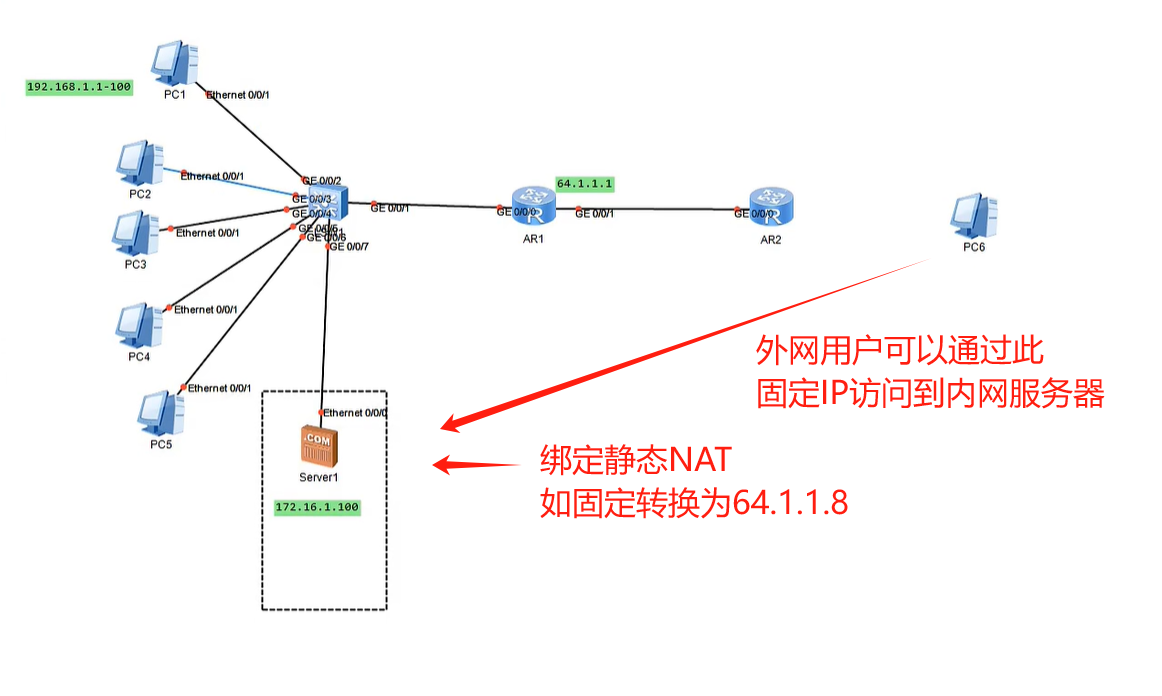 PC1
192.168.1.1-100
Ethernet 0/0/1
PC2
Ethernet 0/0/1
PC3
Ethernet 0/0/1
PC4
Ethernet 0/0/1
PC5
Ethernet 0/0/1
GE 0/0/2
GE 0/0/3
GE 0/0/4
GE 0/0/6
GE 0/0/7
GE 0/0/1
64.1.1.1
GE 0/0/0
GE 0/0/1
AR1
GE 0/0/0
AR2
PC6
外网用户可以通过此
固定IP访问到内网服务器
Ethernet 0/0/0
.COM
Server1
172.16.1.100
绑定静态NAT
如固定转换为64.1.1.8